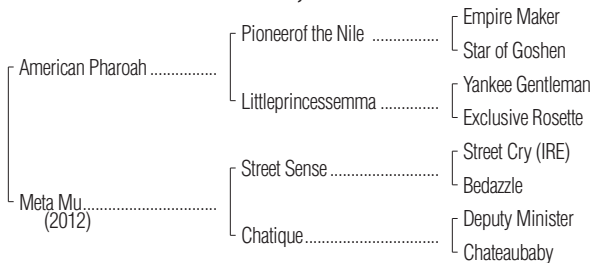 Empire Maker
Pioneerof the Nile ................
Star of Goshen
American Pharoah ................
Yankee Gentleman
Littleprincessemma ..............
Exclusive Rosette
Street Cry (IRE)
Street Sense ..........................
Bedazzle
Meta Mu................................
(2012)
Deputy Minister
Chatique................................
Chateaubaby